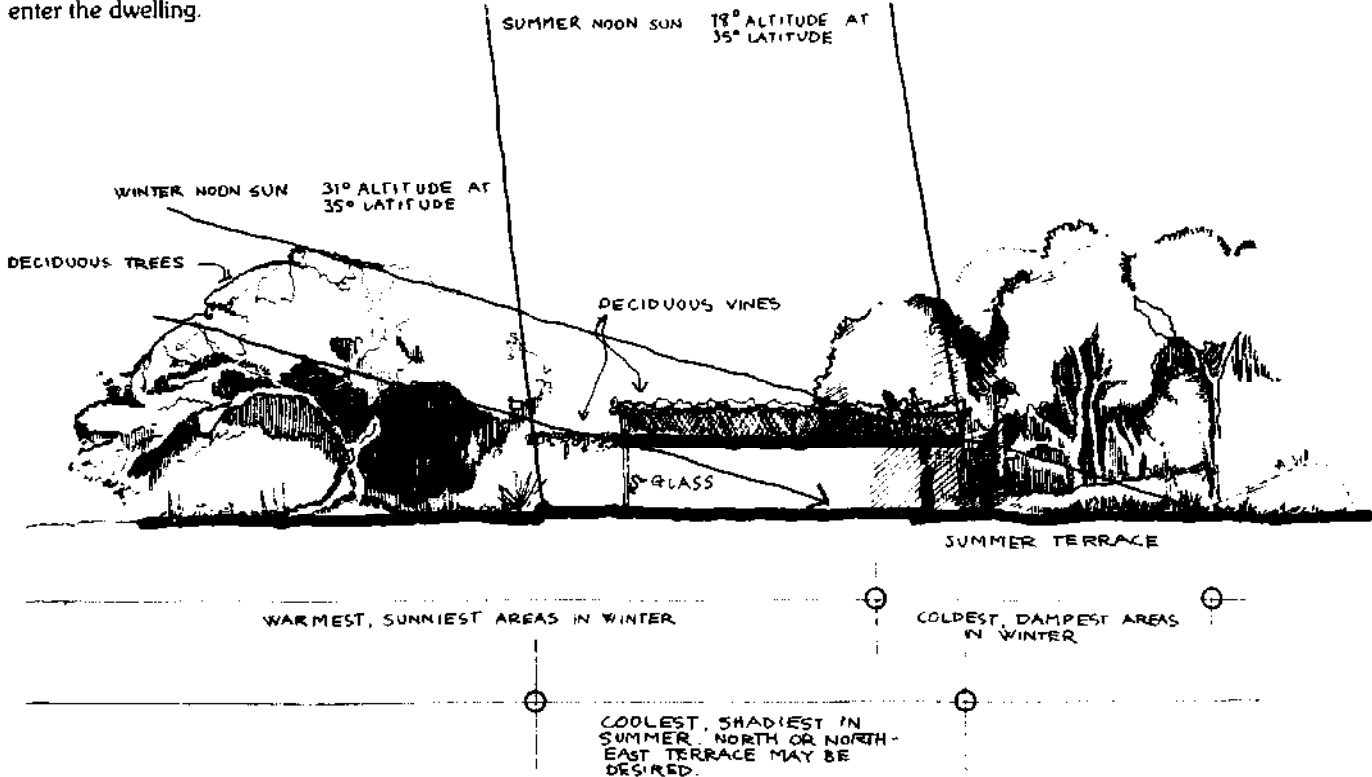 enter the dwelling.
SUMMER NOON SUN 78° ALTITUDE AT
35° LATITUDE
WINTER NOON SUN 31° ALTITUDE AT
35° LATITUDE
DECIDUOUS TREES
DECIDUOUS VINES
GLASS
SUMMER TERRACE
WARMEST, SUNNIEST AREAS IN WINTER
COLDEST, DAMPEST AREAS
IN WINTER
COOLEST, SHADIEST IN
SUMMER. NORTH OR NORTH-
EAST TERRACE MAY BE
DESIRED.